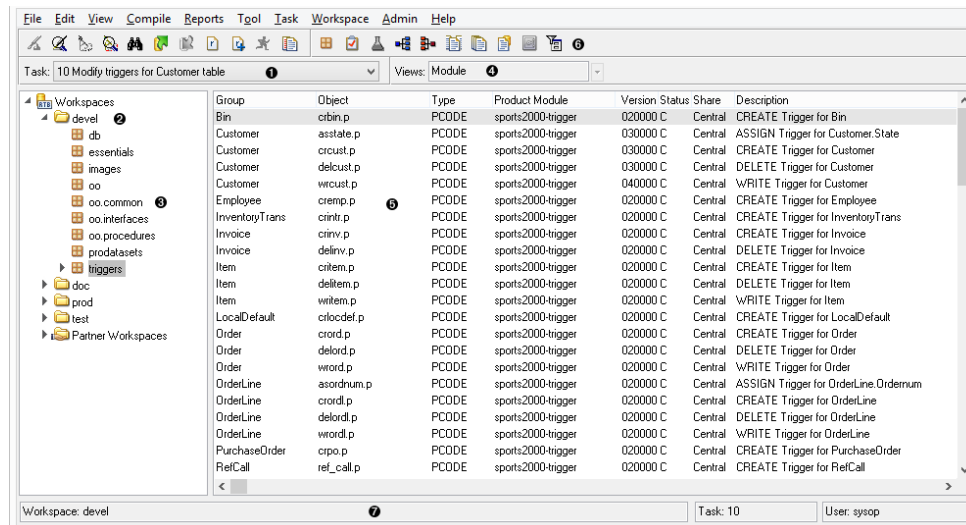 File Edit View Compile Reports Tool Task Workspace Admin Help
❻
Task: 10 Modify triggers for Customer table ❶ Views: Module ❹
Workspaces
devel ❷
db
essentials
images
oo
oo.common ❸
oo.interfaces
oo.procedures
prodatasets
triggers
doc
prod
test
Partner Workspaces
Group Object Type Product Module Version Status Share Description
Bin crbin.p PCODE sports2000-trigger 020000 C Central CREATE Trigger for Bin
Customer asstate.p PCODE sports2000-trigger 030000 C Central ASSIGN Trigger for Customer.State
Customer crcust.p PCODE sports2000-trigger 030000 C Central CREATE Trigger for Customer
Customer delcust.p PCODE sports2000-trigger 030000 C Central DELETE Trigger for Customer
Customer wrcust.p PCODE sports2000-trigger 040000 C Central WRITE Trigger for Customer
Employee cremp.p ❺ PCODE sports2000-trigger 020000 C Central CREATE Trigger for Employee
InventoryTrans crintr.p PCODE sports2000-trigger 020000 C Central CREATE Trigger for InventoryTrans
Invoice crinv.p PCODE sports2000-trigger 020000 C Central CREATE Trigger for Invoice
Invoice delinv.p PCODE sports2000-trigger 020000 C Central DELETE Trigger for Invoice
Item critem.p PCODE sports2000-trigger 020000 C Central CREATE Trigger for Item
Item delitem.p PCODE sports2000-trigger 020000 C Central DELETE Trigger for Item
Item writem.p PCODE sports2000-trigger 020000 C Central WRITE Trigger for Item
LocalDefault crlocdef.p PCODE sports2000-trigger 020000 C Central CREATE Trigger for LocalDefault
Order crord.p PCODE sports2000-trigger 020000 C Central CREATE Trigger for Order
Order delord.p PCODE sports2000-trigger 020000 C Central DELETE Trigger for Order
Order wrord.p PCODE sports2000-trigger 020000 C Central WRITE Trigger for Order
OrderLine asordnum.p PCODE sports2000-trigger 020000 C Central ASSIGN Trigger for OrderLine.Ordernum
OrderLine crordl.p PCODE sports2000-trigger 020000 C Central CREATE Trigger for OrderLine
OrderLine delordl.p PCODE sports2000-trigger 020000 C Central DELETE Trigger for OrderLine
OrderLine wrordl.p PCODE sports2000-trigger 020000 C Central WRITE Trigger for OrderLine
PurchaseOrder crpo.p PCODE sports2000-trigger 020000 C Central CREATE Trigger for PurchaseOrder
RefCall ref_call.p PCODE sports2000-trigger 020000 C Central CREATE Trigger for RefCall
Workspace: devel ❼ Task: 10 User: sysop